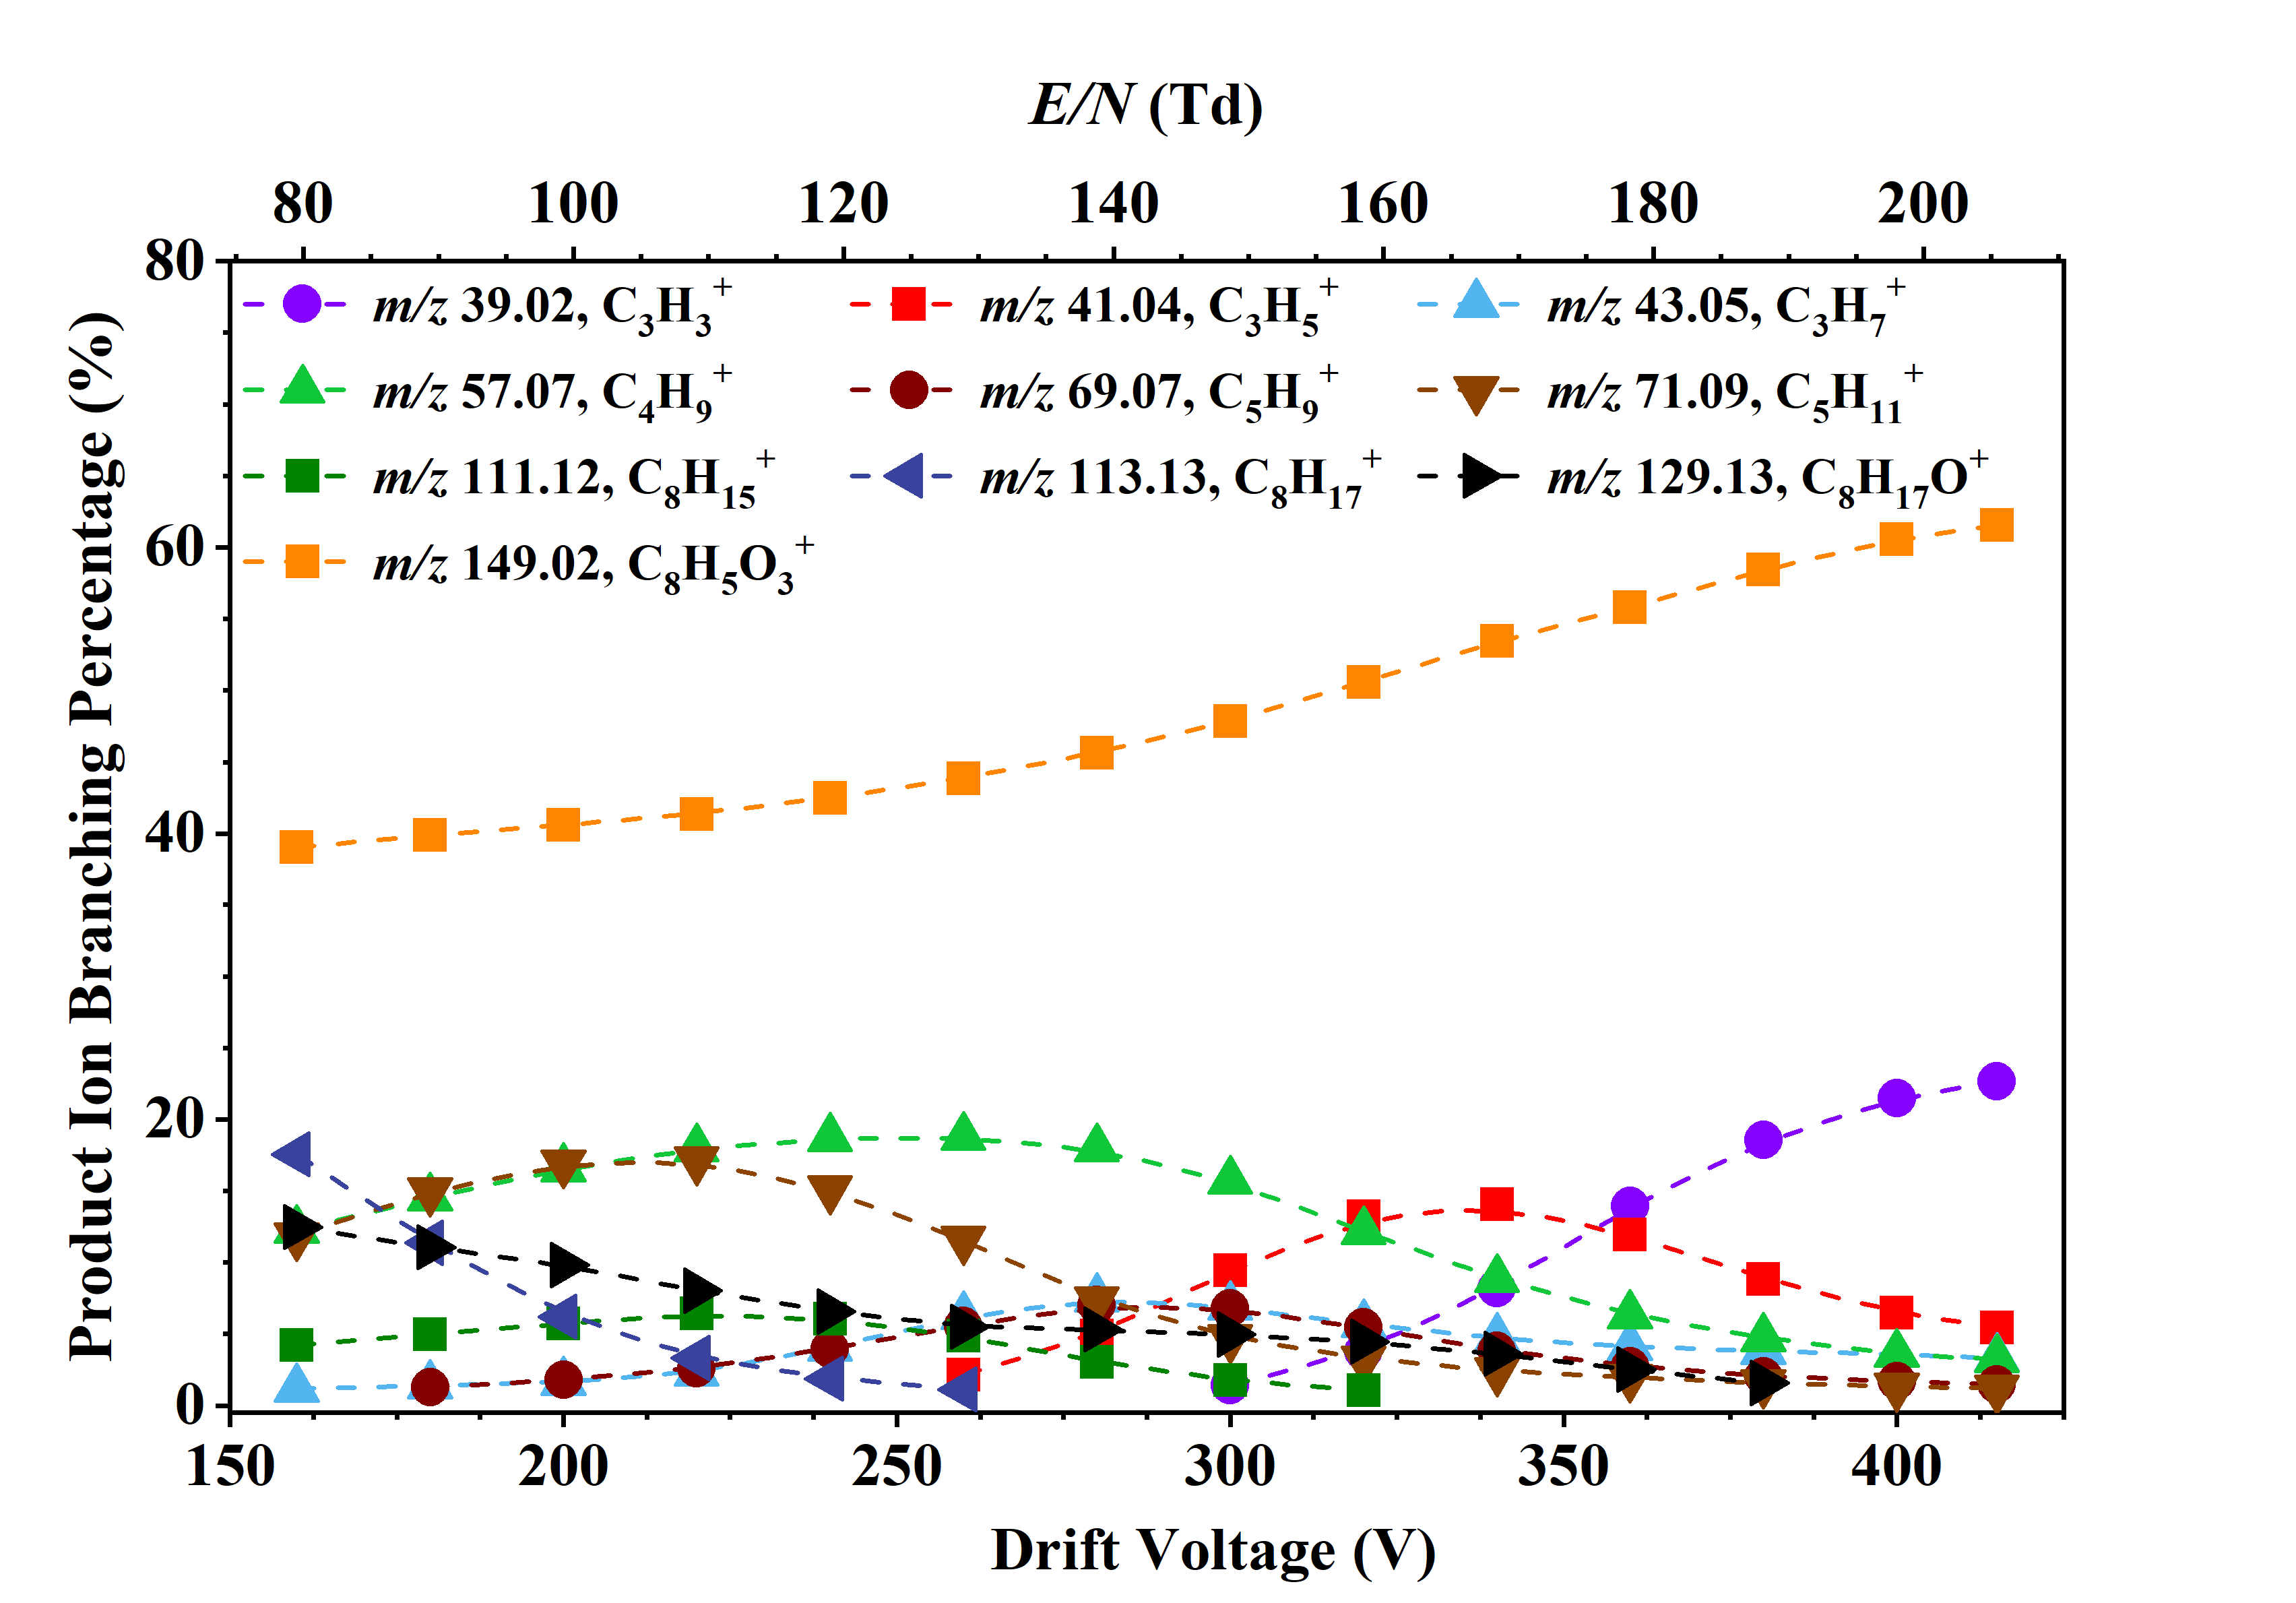 E/N (Td)
80 100 120 140 160 180 200
Product Ion Branching Percentage (%)
80
60
40
20
0
m/z 39.02, C₃H₃⁺ m/z 41.04, C₃H₅⁺ m/z 43.05, C₃H₇⁺
m/z 57.07, C₄H₉⁺ m/z 69.07, C₅H₉⁺ m/z 71.09, C₅H₁₁⁺
m/z 111.12, C₈H₁₅⁺ m/z 113.13, C₈H₁₇⁺ m/z 129.13, C₈H₁₇O⁺
m/z 149.02, C₈H₅O₃⁺
150 200 250 300 350 400
Drift Voltage (V)